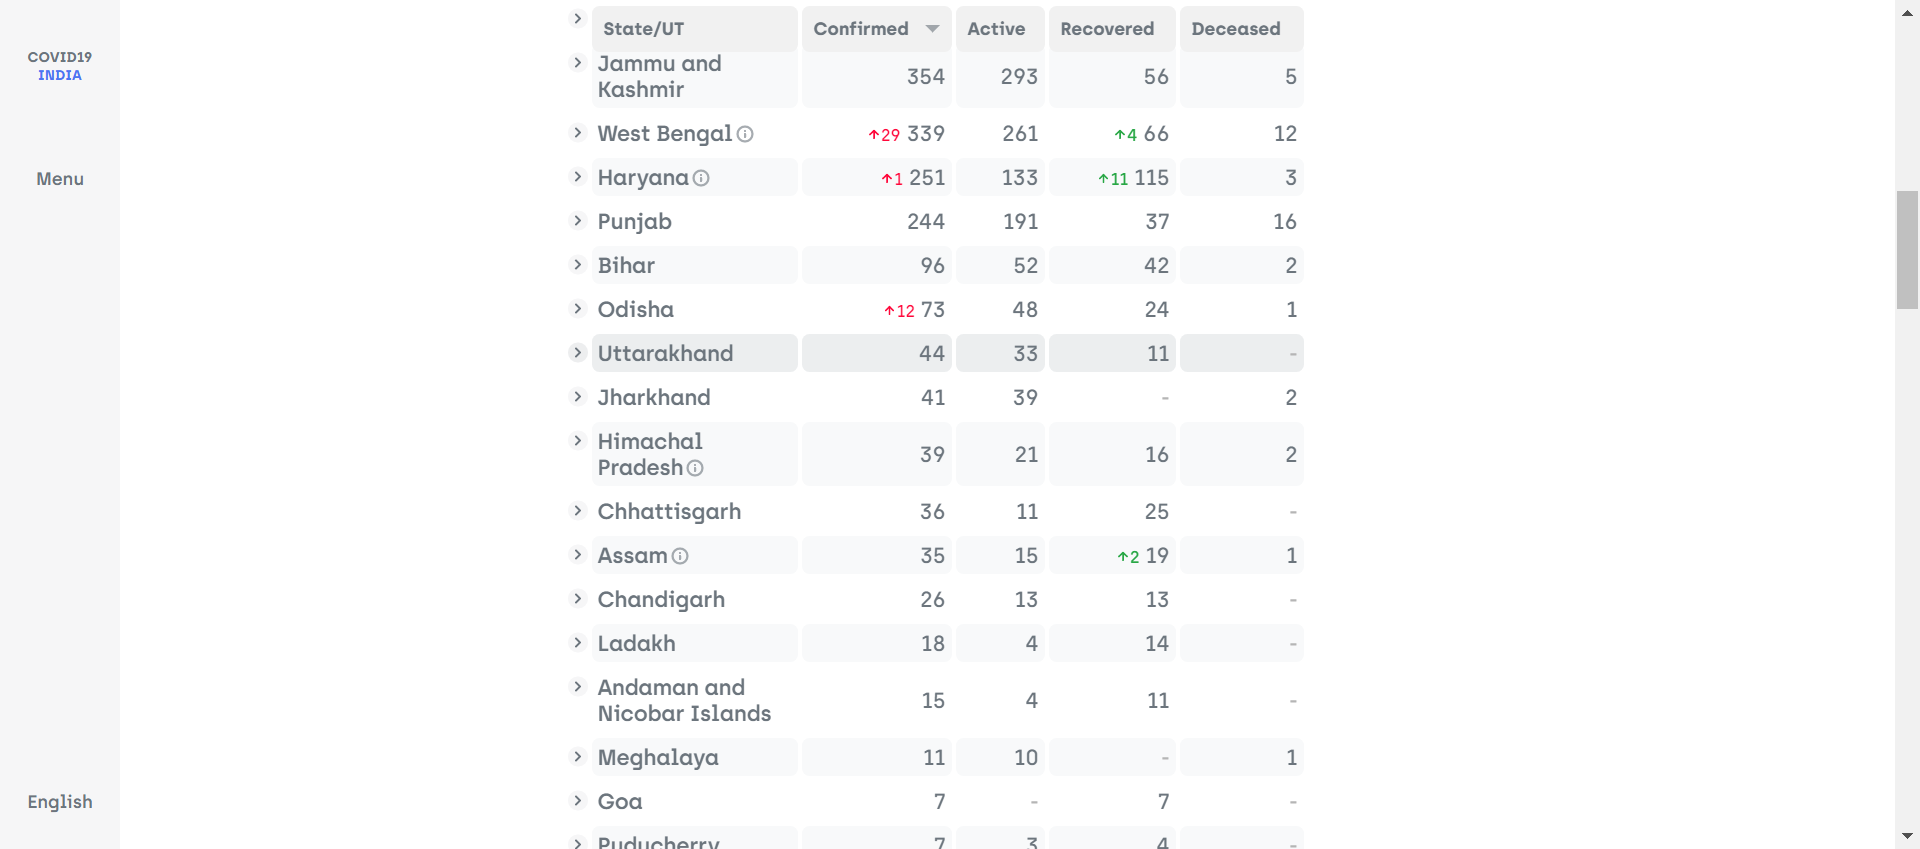 COVID19
INDIA
Menu
English
State/UT Confirmed Active Recovered Deceased
Jammu and
Kashmir 354 293 56 5
West Bengal ↑29 339 261 ↑4 66 12
Haryana ↑1 251 133 ↑11 115 3
Punjab 244 191 37 16
Bihar 96 52 42 2
Odisha ↑12 73 48 24 1
Uttarakhand 44 33 11 -
Jharkhand 41 39 - 2
Himachal
Pradesh 39 21 16 2
Chhattisgarh 36 11 25 -
Assam 35 15 ↑2 19 1
Chandigarh 26 13 13 -
Ladakh 18 4 14 -
Andaman and
Nicobar Islands 15 4 11 -
Meghalaya 11 10 - 1
Goa 7 - 7 -
Puducherry 7 3 4 -